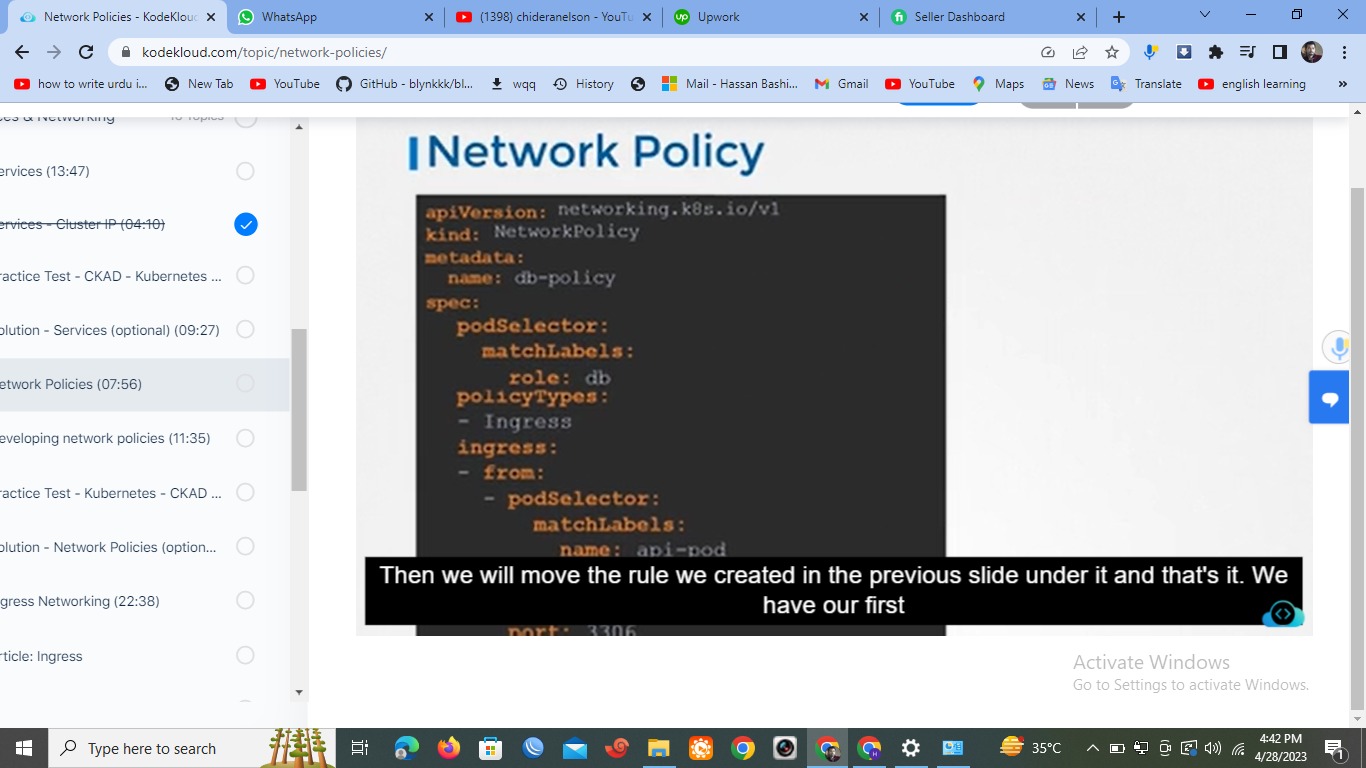 Network Policies - KodeKlouc
WhatsApp
(1398) chideranelson - YouTu
Upwork
Seller Dashboard
kodekloud.com/topic/network-policies/
how to write urdu i...
New Tab
YouTube
GitHub - blynkkk/bl...
wqq
History
Mail - Hassan Bashi...
Gmail
YouTube
Maps
News
Translate
english learning
»
ces & Networking
ervices (13:47)
ervices - Cluster IP (04:10)
ractice Test - CKAD - Kubernetes ...
olution - Services (optional) (09:27)
etwork Policies (07:56)
eveloping network policies (11:35)
ractice Test - Kubernetes - CKAD ...
olution - Network Policies (option...
gress Networking (22:38)
rticle: Ingress
Network Policy
apiVersion: networking.k8s.io/v1
kind: NetworkPolicy
metadata:
name: db-policy
spec:
podSelector:
matchLabels:
role: db
policyTypes:
- Ingress
ingress:
- from:
- podSelector:
matchLabels:
name: api-pod
Then we will move the rule we created in the previous slide under it and that's it. We
have our first
port: 3306
Activate Windows
Go to Settings to activate Windows.
Type here to search
35°C
4:42 PM
4/28/2023
1